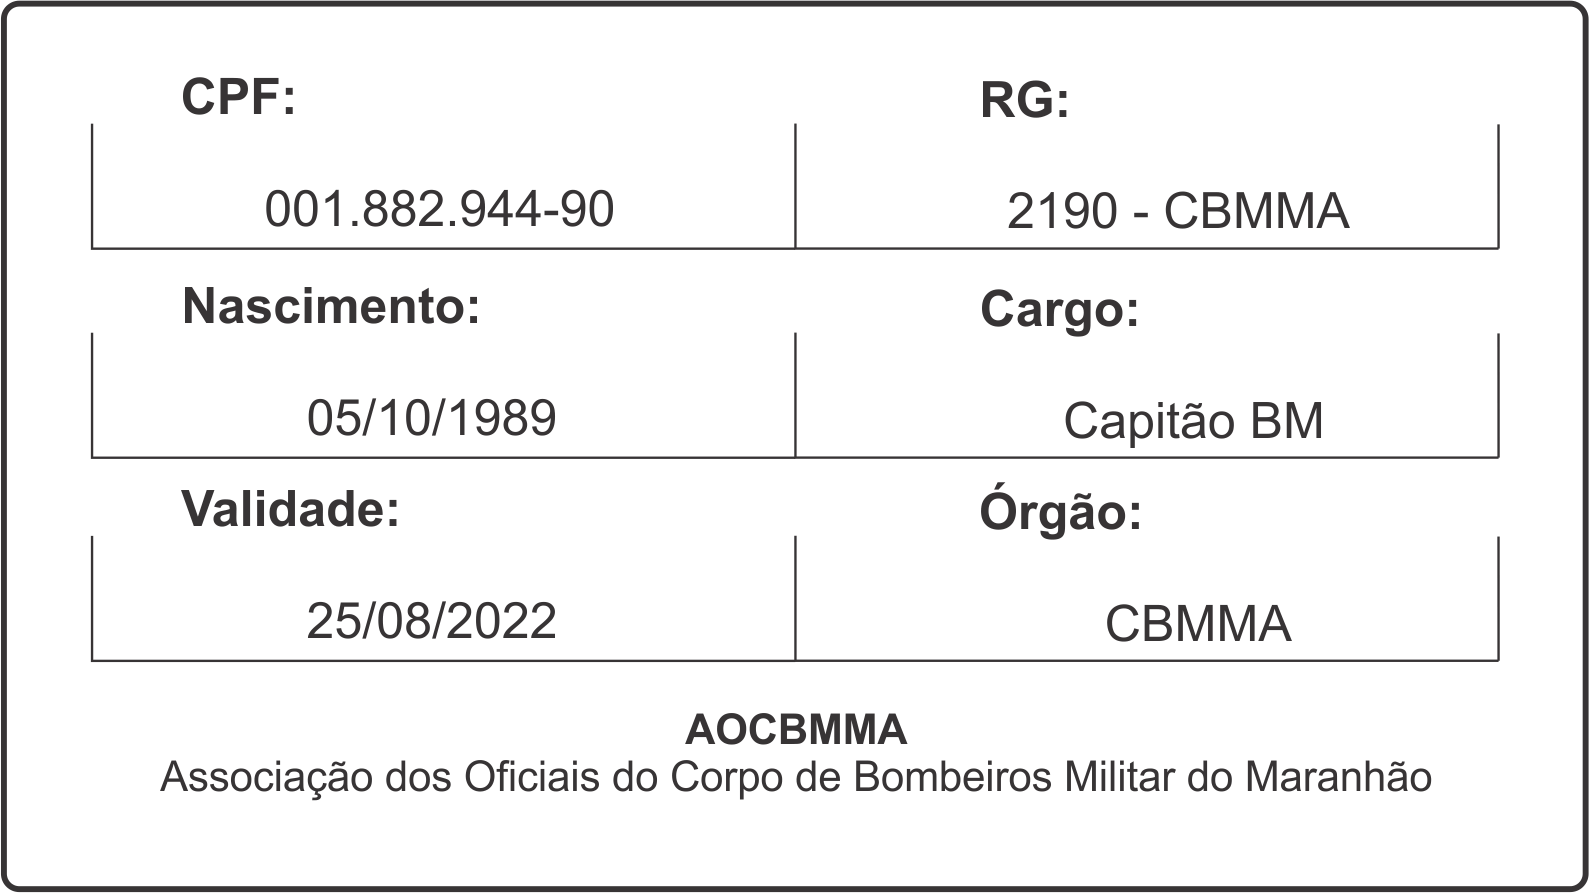 CPF:
RG:
001.882.944-90
2190 - CBMMA
Nascimento:
Cargo:
05/10/1989
Capitão BM
Validade:
Órgão:
25/08/2022
CBMMA
AOCBMMA
Associação dos Oficiais do Corpo de Bombeiros Militar do Maranhão